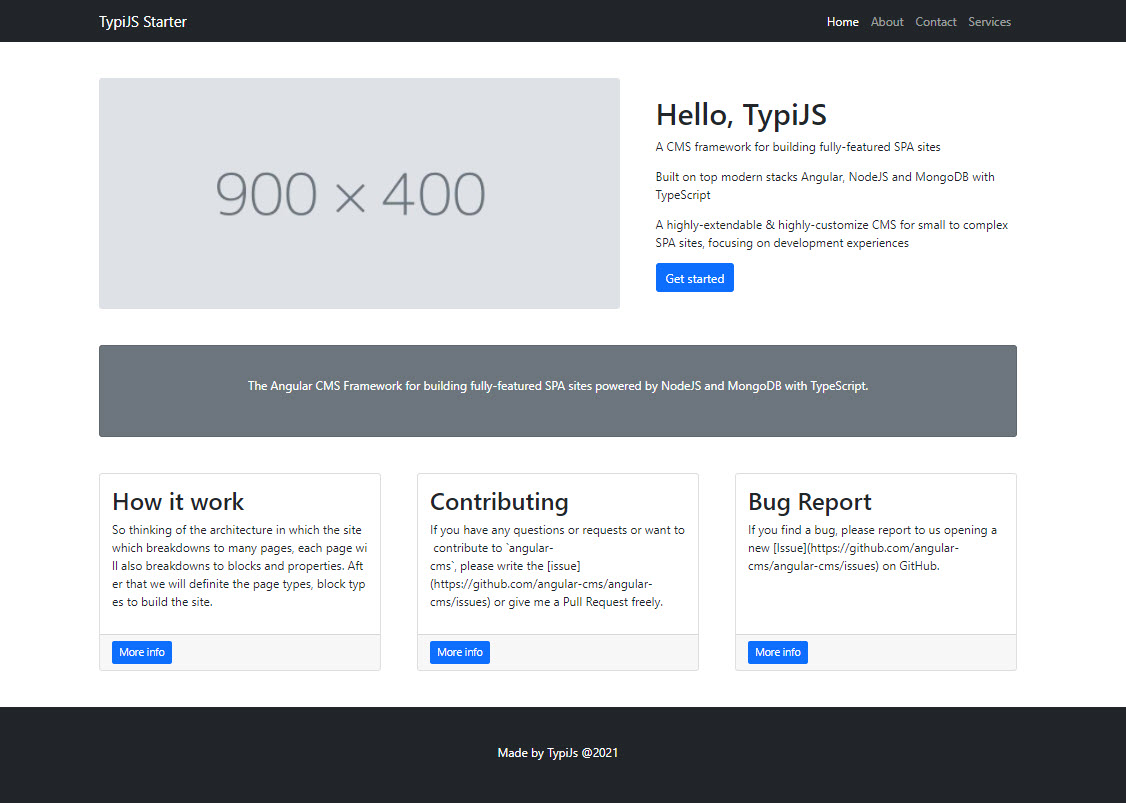 TypiJS Starter
Home About Contact Services
900 × 400
Hello, TypiJS
A CMS framework for building fully-featured SPA sites
Built on top modern stacks Angular, NodeJS and MongoDB with
TypeScript
A highly-extendable & highly-customize CMS for small to complex
SPA sites, focusing on development experiences
Get started
The Angular CMS Framework for building fully-featured SPA sites powered by NodeJS and MongoDB with TypeScript.
How it work
So thinking of the architecture in which the site
which breakdowns to many pages, each page wi
ll also breakdowns to blocks and properties. Aft
er that we will definite the page types, block typ
es to build the site.
More info
Contributing
If you have any questions or requests or want to
contribute to `angular-
cms`, please write the [issue]
(https://github.com/angular-cms/angular-
cms/issues) or give me a Pull Request freely.
More info
Bug Report
If you find a bug, please report to us opening a
new [Issue](https://github.com/angular-
cms/angular-cms/issues) on GitHub.
More info
Made by TypiJs @2021